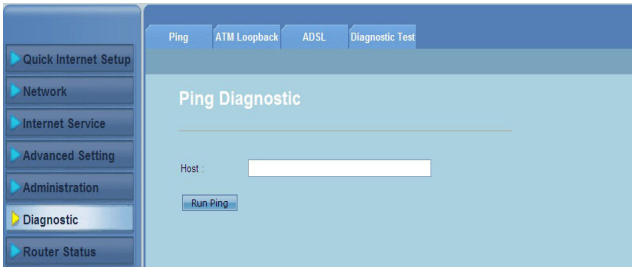 Ping
ATM Loopback
ADSL
Diagnostic Test
Quick Internet Setup
Network
Internet Service
Advanced Setting
Administration
Diagnostic
Router Status
Ping Diagnostic
Host :
Run Ping